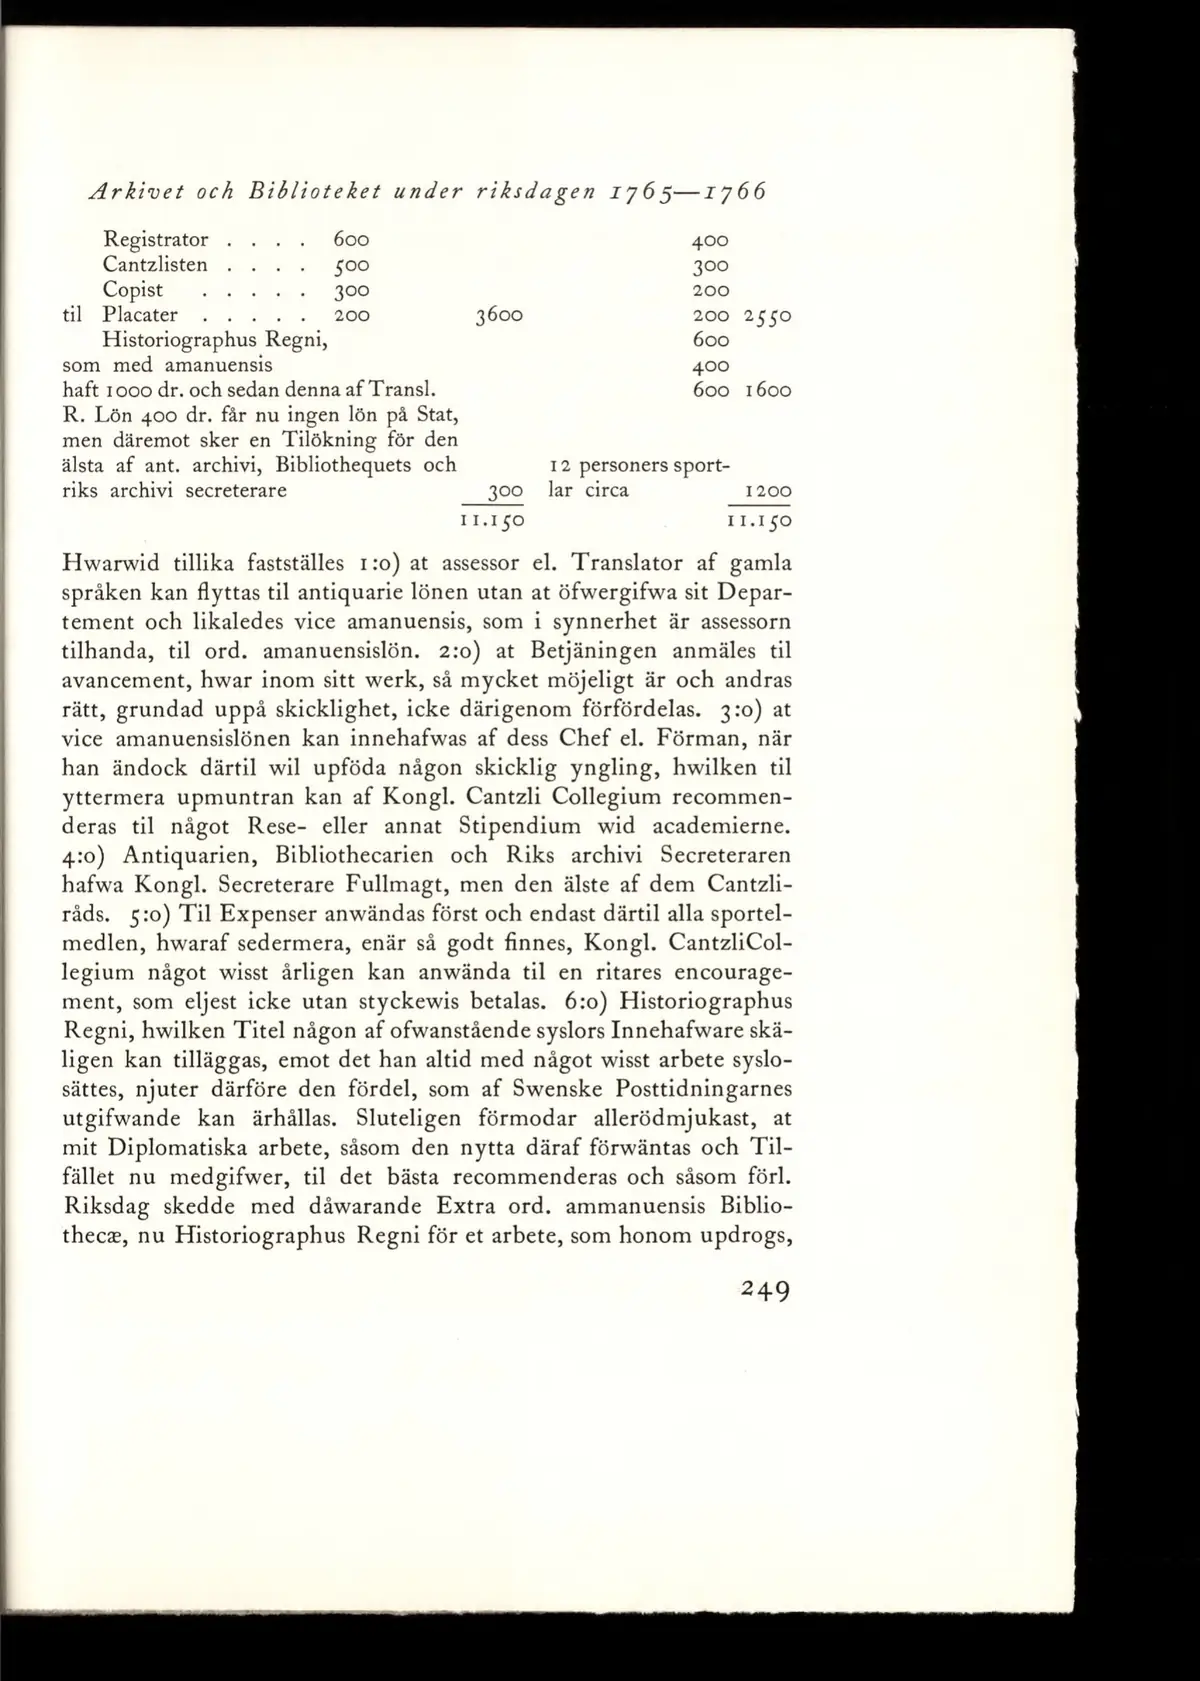 Arkivet och Biblioteket under riksdagen 1765—1766
Registrator . . . . 600 400
Cantzlisten . . . . 500 300
Copist . . . . . 300 200
til Placater . . . . . 200 3600 200 2550
Historiographus Regni, 600
som med amanuensis 400
haft 1000 dr. och sedan denna af Transl. 600 1600
R. Lön 400 dr. får nu ingen lön på Stat,
men däremot sker en Tilökning för den
älsta af ant. archivi, Bibliothequets och 12 personers sport-
riks archivi secreterare 300 lar circa 1200
11.150 11.150
Hwarwid tillika fastställes 1:o) at assessor el. Translator af gamla
språken kan flyttas til antiquarie lönen utan at öfwergifwa sit Depar-
tement och likaledes vice amanuensis, som i synnerhet är assessorn
tilhanda, til ord. amanuensislön. 2:o) at Betjäningen anmäles til
avancement, hwar inom sitt werk, så mycket möjeligt är och andras
rätt, grundad uppå skicklighet, icke därigenom förfördelas. 3:o) at
vice amanuensislönen kan innehafwas af dess Chef el. Förman, när
han ändock därtil wil upföda någon skicklig yngling, hwilken til
yttermera upmuntran kan af Kongl. Cantzli Collegium recommen-
deras til något Rese- eller annat Stipendium wid academierne.
4:o) Antiquarien, Bibliothecarien och Riks archivi Secreteraren
hafwa Kongl. Secreterare Fullmagt, men den älste af dem Cantzli-
råds. 5:o) Til Expenser anwändas först och endast därtil alla sportel-
medlen, hwaraf sedermera, enär så godt finnes, Kongl. CantzliCol-
legium något wisst årligen kan anwända til en ritares encourage-
ment, som eljest icke utan styckewis betalas. 6:o) Historiographus
Regni, hwilken Titel någon af ofwanstående syslors Innehafware skä-
ligen kan tilläggas, emot det han altid med något wisst arbete syslo-
sättes, njuter därföre den fördel, som af Swenske Posttidningarnes
utgifwande kan ärhållas. Sluteligen förmodar allerödmjukast, at
mit Diplomatiska arbete, såsom den nytta däraf förwäntas och Til-
fället nu medgifwer, til det bästa recommenderas och såsom förl.
Riksdag skedde med dåwarande Extra ord. ammanuensis Biblio-
thecæ, nu Historiographus Regni för et arbete, som honom updrogs,
249